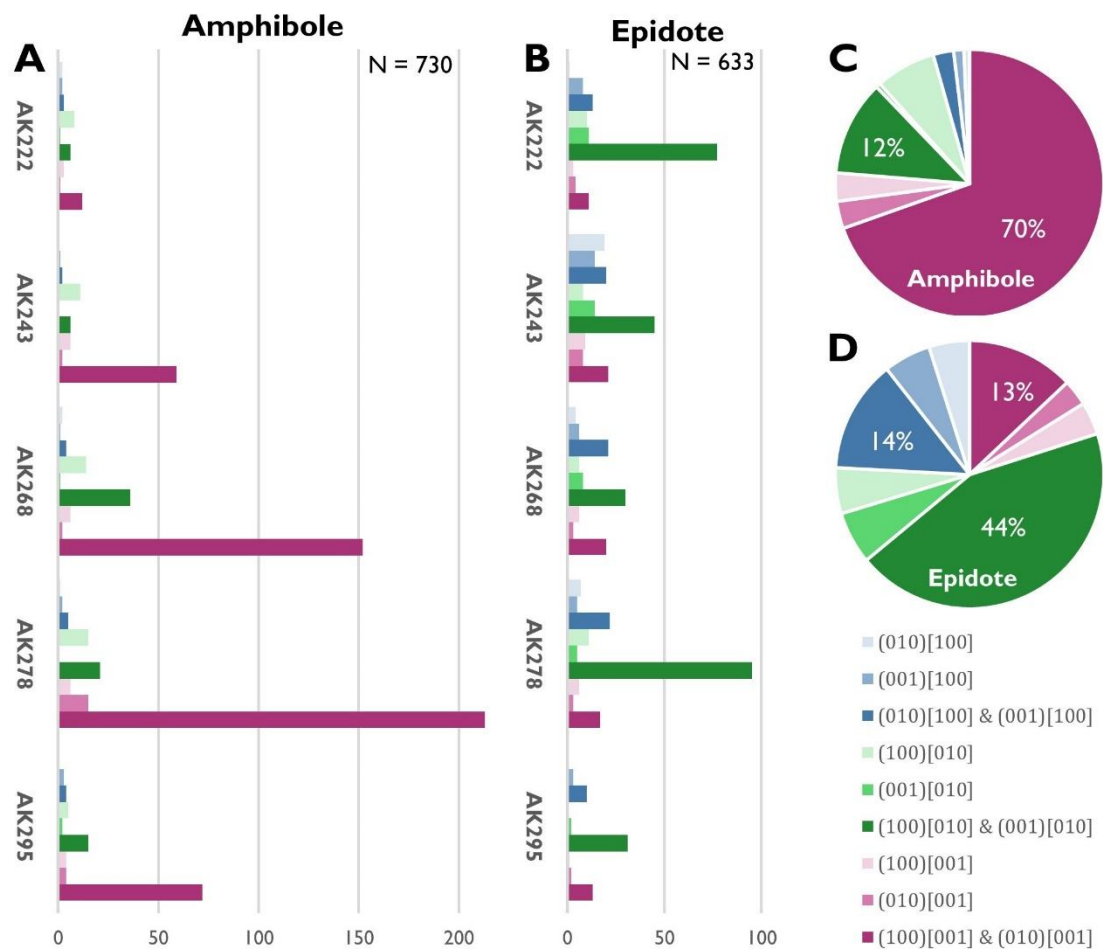 Amphibole
A
N = 730
AK222
AK243
AK268
AK278
AK295
0 50 100 150 200
Epidote
B
N = 633
AK222
AK243
AK268
AK278
AK295
0 50 100
C
12%
70%
Amphibole
D
13%
14%
44%
Epidote
(010)[100]
(001)[100]
(010)[100] & (001)[100]
(100)[010]
(001)[010]
(100)[010] & (001)[010]
(100)[001]
(010)[001]
(100)[001] & (010)[001]